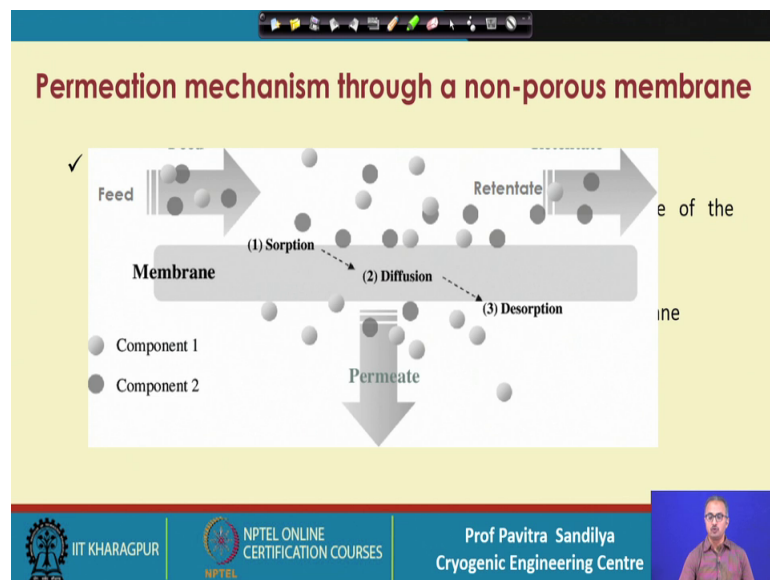 Permeation mechanism through a non-porous membrane
✓
Feed
Retentate
e of the
(1) Sorption
Membrane
(2) Diffusion
(3) Desorption
ne
Component 1
Component 2
Permeate
IIT KHARAGPUR
NPTEL
NPTEL ONLINE
CERTIFICATION COURSES
Prof Pavitra Sandilya
Cryogenic Engineering Centre